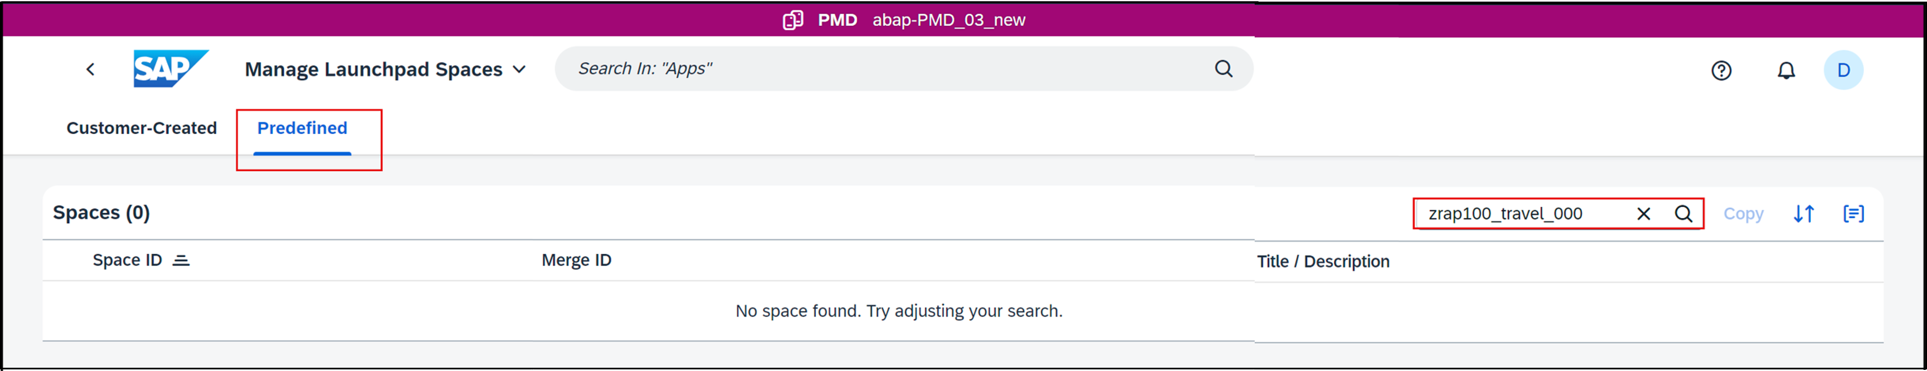 PMD abap-PMD_03_new
SAP Manage Launchpad Spaces Search In: "Apps" D
Customer-Created Predefined
Spaces (0) zrap100_travel_000 Copy
Space ID Merge ID Title / Description
No space found. Try adjusting your search.